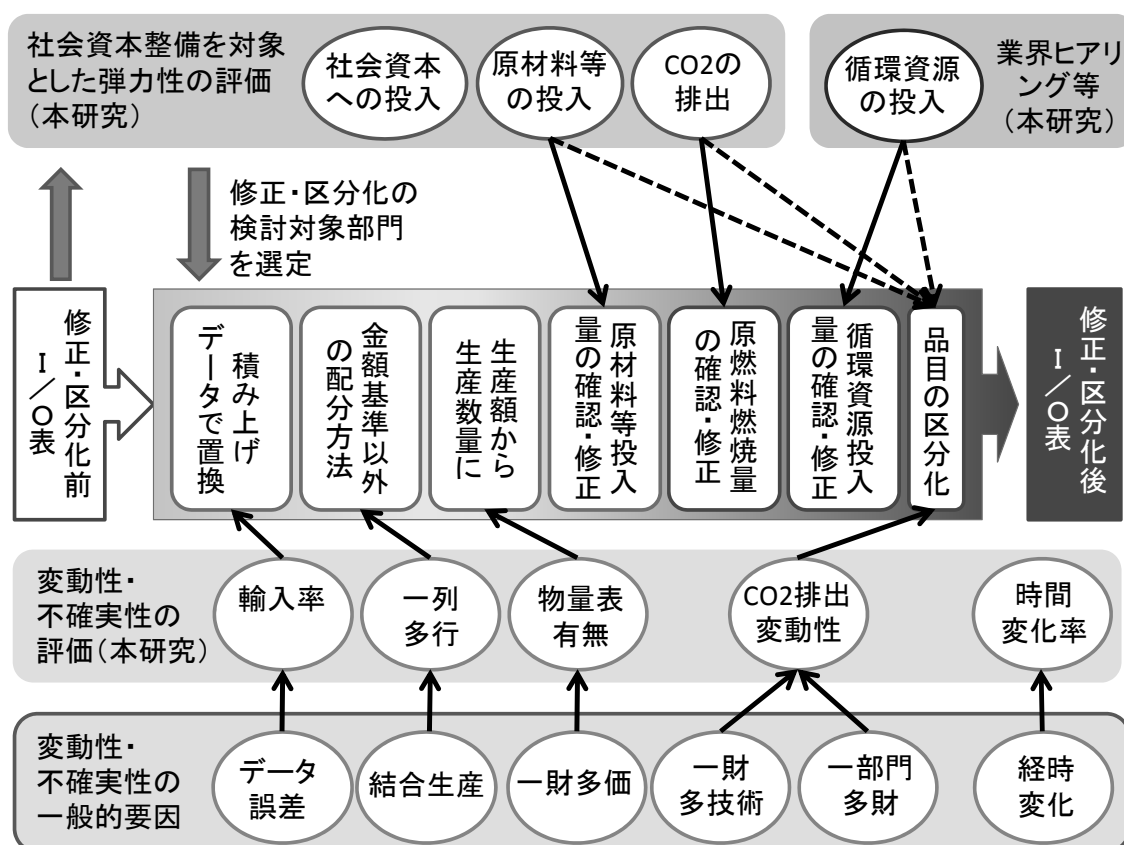 社会資本整備を対象
とした弾力性の評価
(本研究)
社会資本
への投入
原材料等
の投入
CO2の
排出
循環資源
の投入
業界ヒアリ
ング等
(本研究)
修正・区分化の
検討対象部門
を選定
修正・区分化前
I/O表
積み上げ
データで置換
金額基準以外
の配分方法
生産額から
生産数量に
原材料等投入
量の確認・修正
原燃料燃焼量
の確認・修正
循環資源投入
量の確認・修正
品目の区分化
修正・区分化後
I/O表
変動性・
不確実性の
評価(本研究)
輸入率
一列
多行
物量表
有無
CO2排出
変動性
時間
変化率
変動性・
不確実性の
一般的要因
データ
誤差
結合生産
一財多価
一財
多技術
一部門
多財
経時
変化